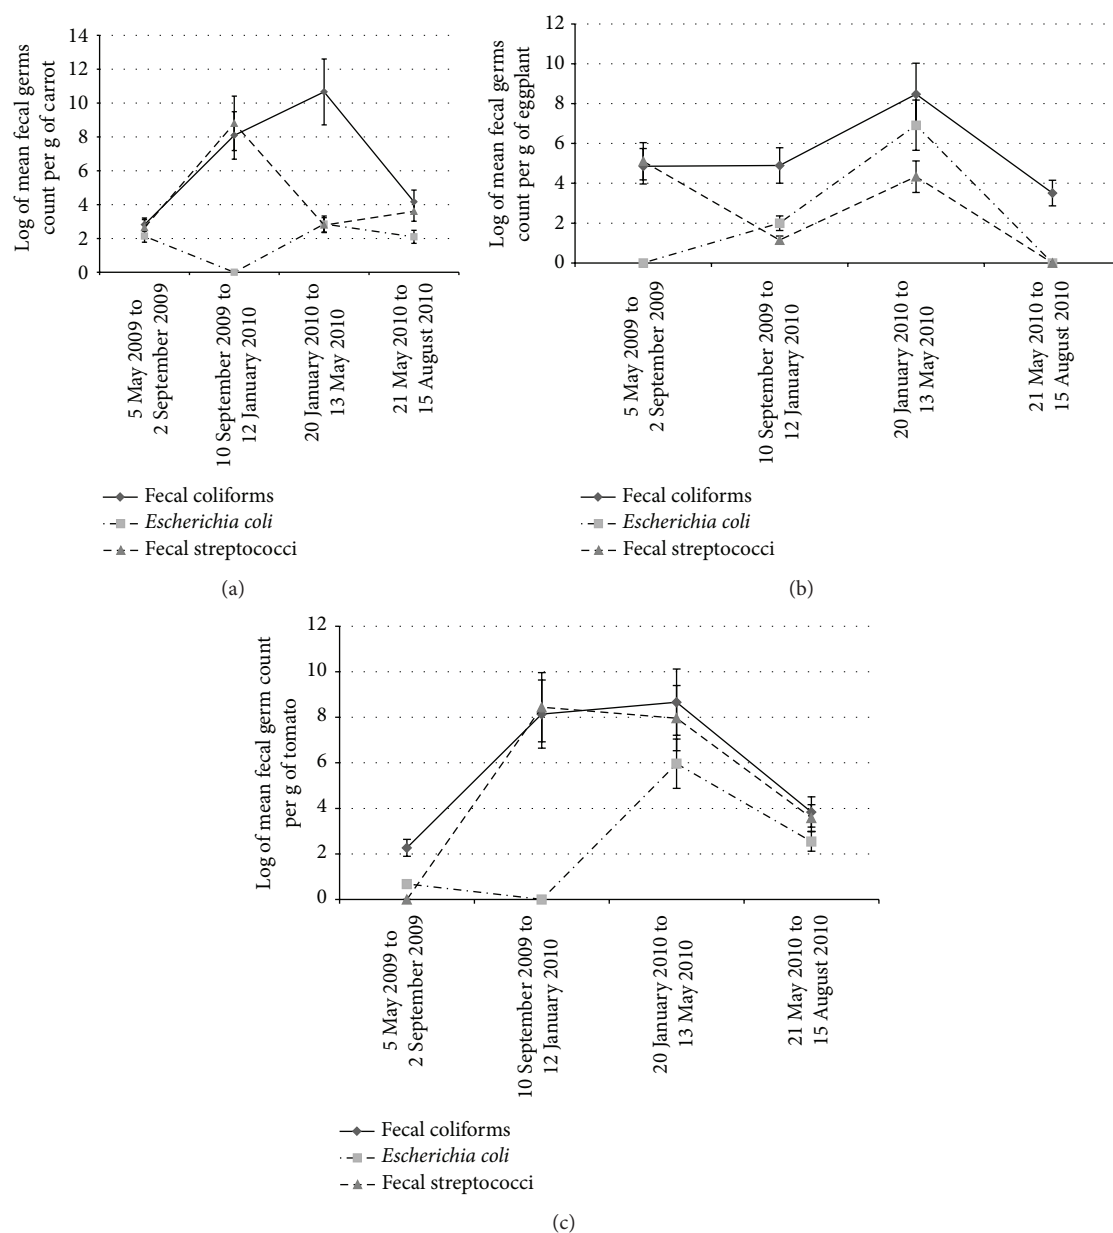 Log of mean fecal germs
count per g of carrot
14
12
10
8
6
4
2
0
5 May 2009 to
2 September 2009
10 September 2009 to
12 January 2010
20 January 2010 to
13 May 2010
21 May 2010 to
15 August 2010
Fecal coliforms
Escherichia coli
Fecal streptococci
(a)
Log of mean fecal germs
count per g of eggplant
12
10
8
6
4
2
0
5 May 2009 to
2 September 2009
10 September 2009 to
12 January 2010
20 January 2010 to
13 May 2010
21 May 2010 to
15 August 2010
Fecal coliforms
Escherichia coli
Fecal streptococci
(b)
Log of mean fecal germ count
per g of tomato
12
10
8
6
4
2
0
5 May 2009 to
2 September 2009
10 September 2009 to
12 January 2010
20 January 2010 to
13 May 2010
21 May 2010 to
15 August 2010
Fecal coliforms
Escherichia coli
Fecal streptococci
(c)